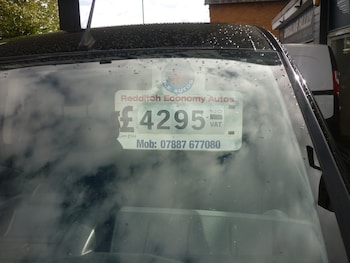 Redditch Economy Autos
£4295 + VAT
Mob: 07887 677080